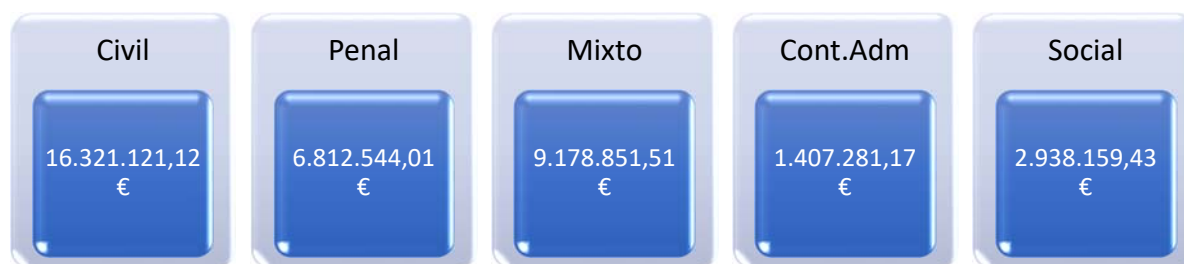 Civil
16.321.121,12
€
Penal
6.812.544,01
€
Mixto
9.178.851,51
€
Cont.Adm
1.407.281,17
€
Social
2.938.159,43
€